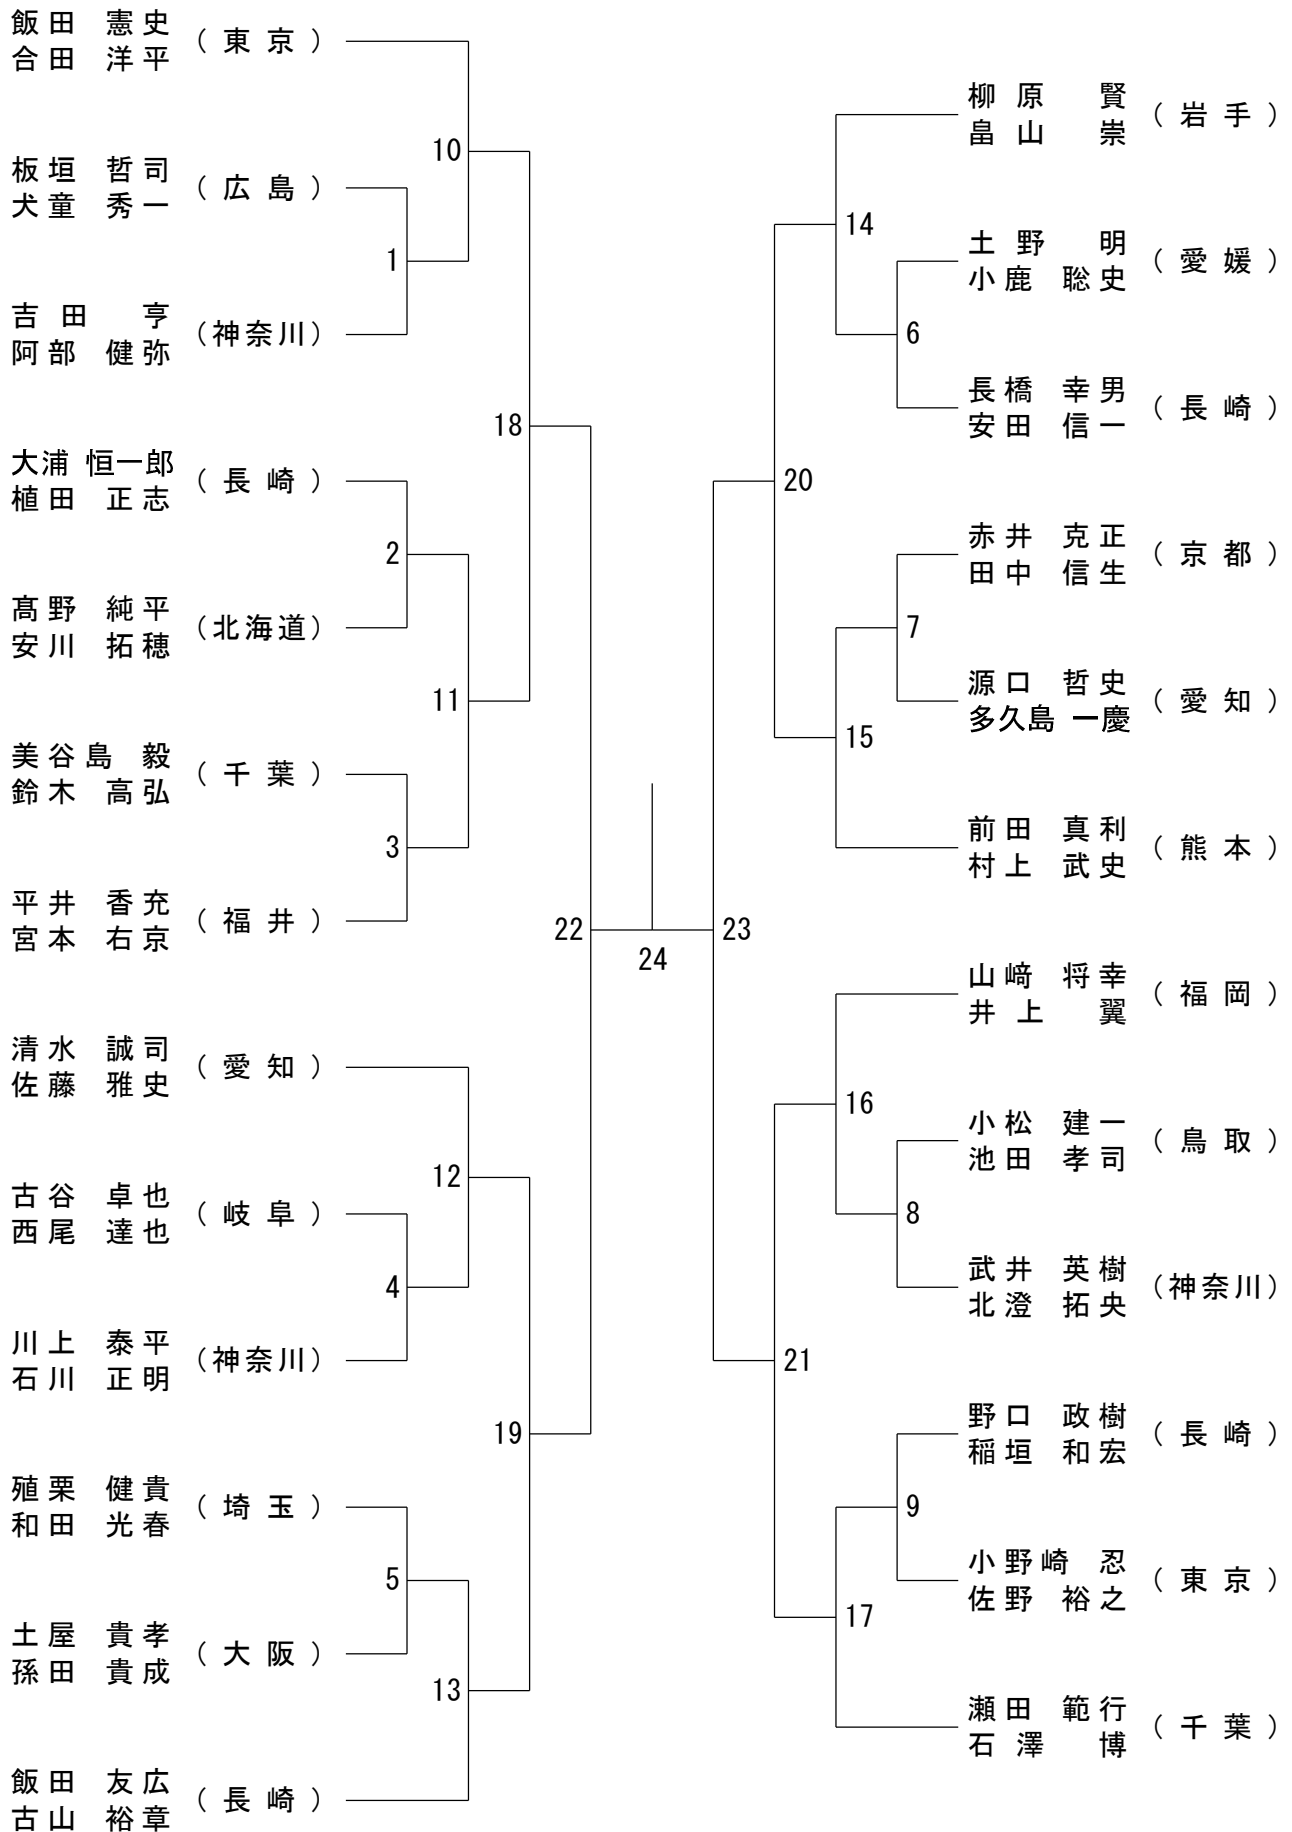 飯田 憲史
合田 洋平
(東京)
板垣 哲司
犬童 秀一
(広島)
吉田 亨
阿部 健弥
(神奈川)
大浦 恒一郎
植田 正志
(長崎)
髙野 純平
安川 拓穂
(北海道)
美谷島 毅
鈴木 高弘
(千葉)
平井 香充
宮本 右京
(福井)
清水 誠司
佐藤 雅史
(愛知)
古谷 卓也
西尾 達也
(岐阜)
川上 泰平
石川 正明
(神奈川)
殖栗 健貴
和田 光春
(埼玉)
土屋 貴孝
孫田 貴成
(大阪)
飯田 友広
古山 裕章
(長崎)
1
2
3
4
5
10
11
12
13
18
19
22
24
23
20
21
14
15
16
17
6
7
8
9
柳原 賢
畠山 崇
(岩手)
土野 明
小鹿 聡史
(愛媛)
長橋 幸男
安田 信一
(長崎)
赤井 克正
田中 信生
(京都)
源口 哲史
多久島 一慶
(愛知)
前田 真利
村上 武史
(熊本)
山﨑 将幸
井上 翼
(福岡)
小松 建一
池田 孝司
(鳥取)
武井 英樹
北澄 拓央
(神奈川)
野口 政樹
稲垣 和宏
(長崎)
小野崎 忍
佐野 裕之
(東京)
瀬田 範行
石澤 博
(千葉)